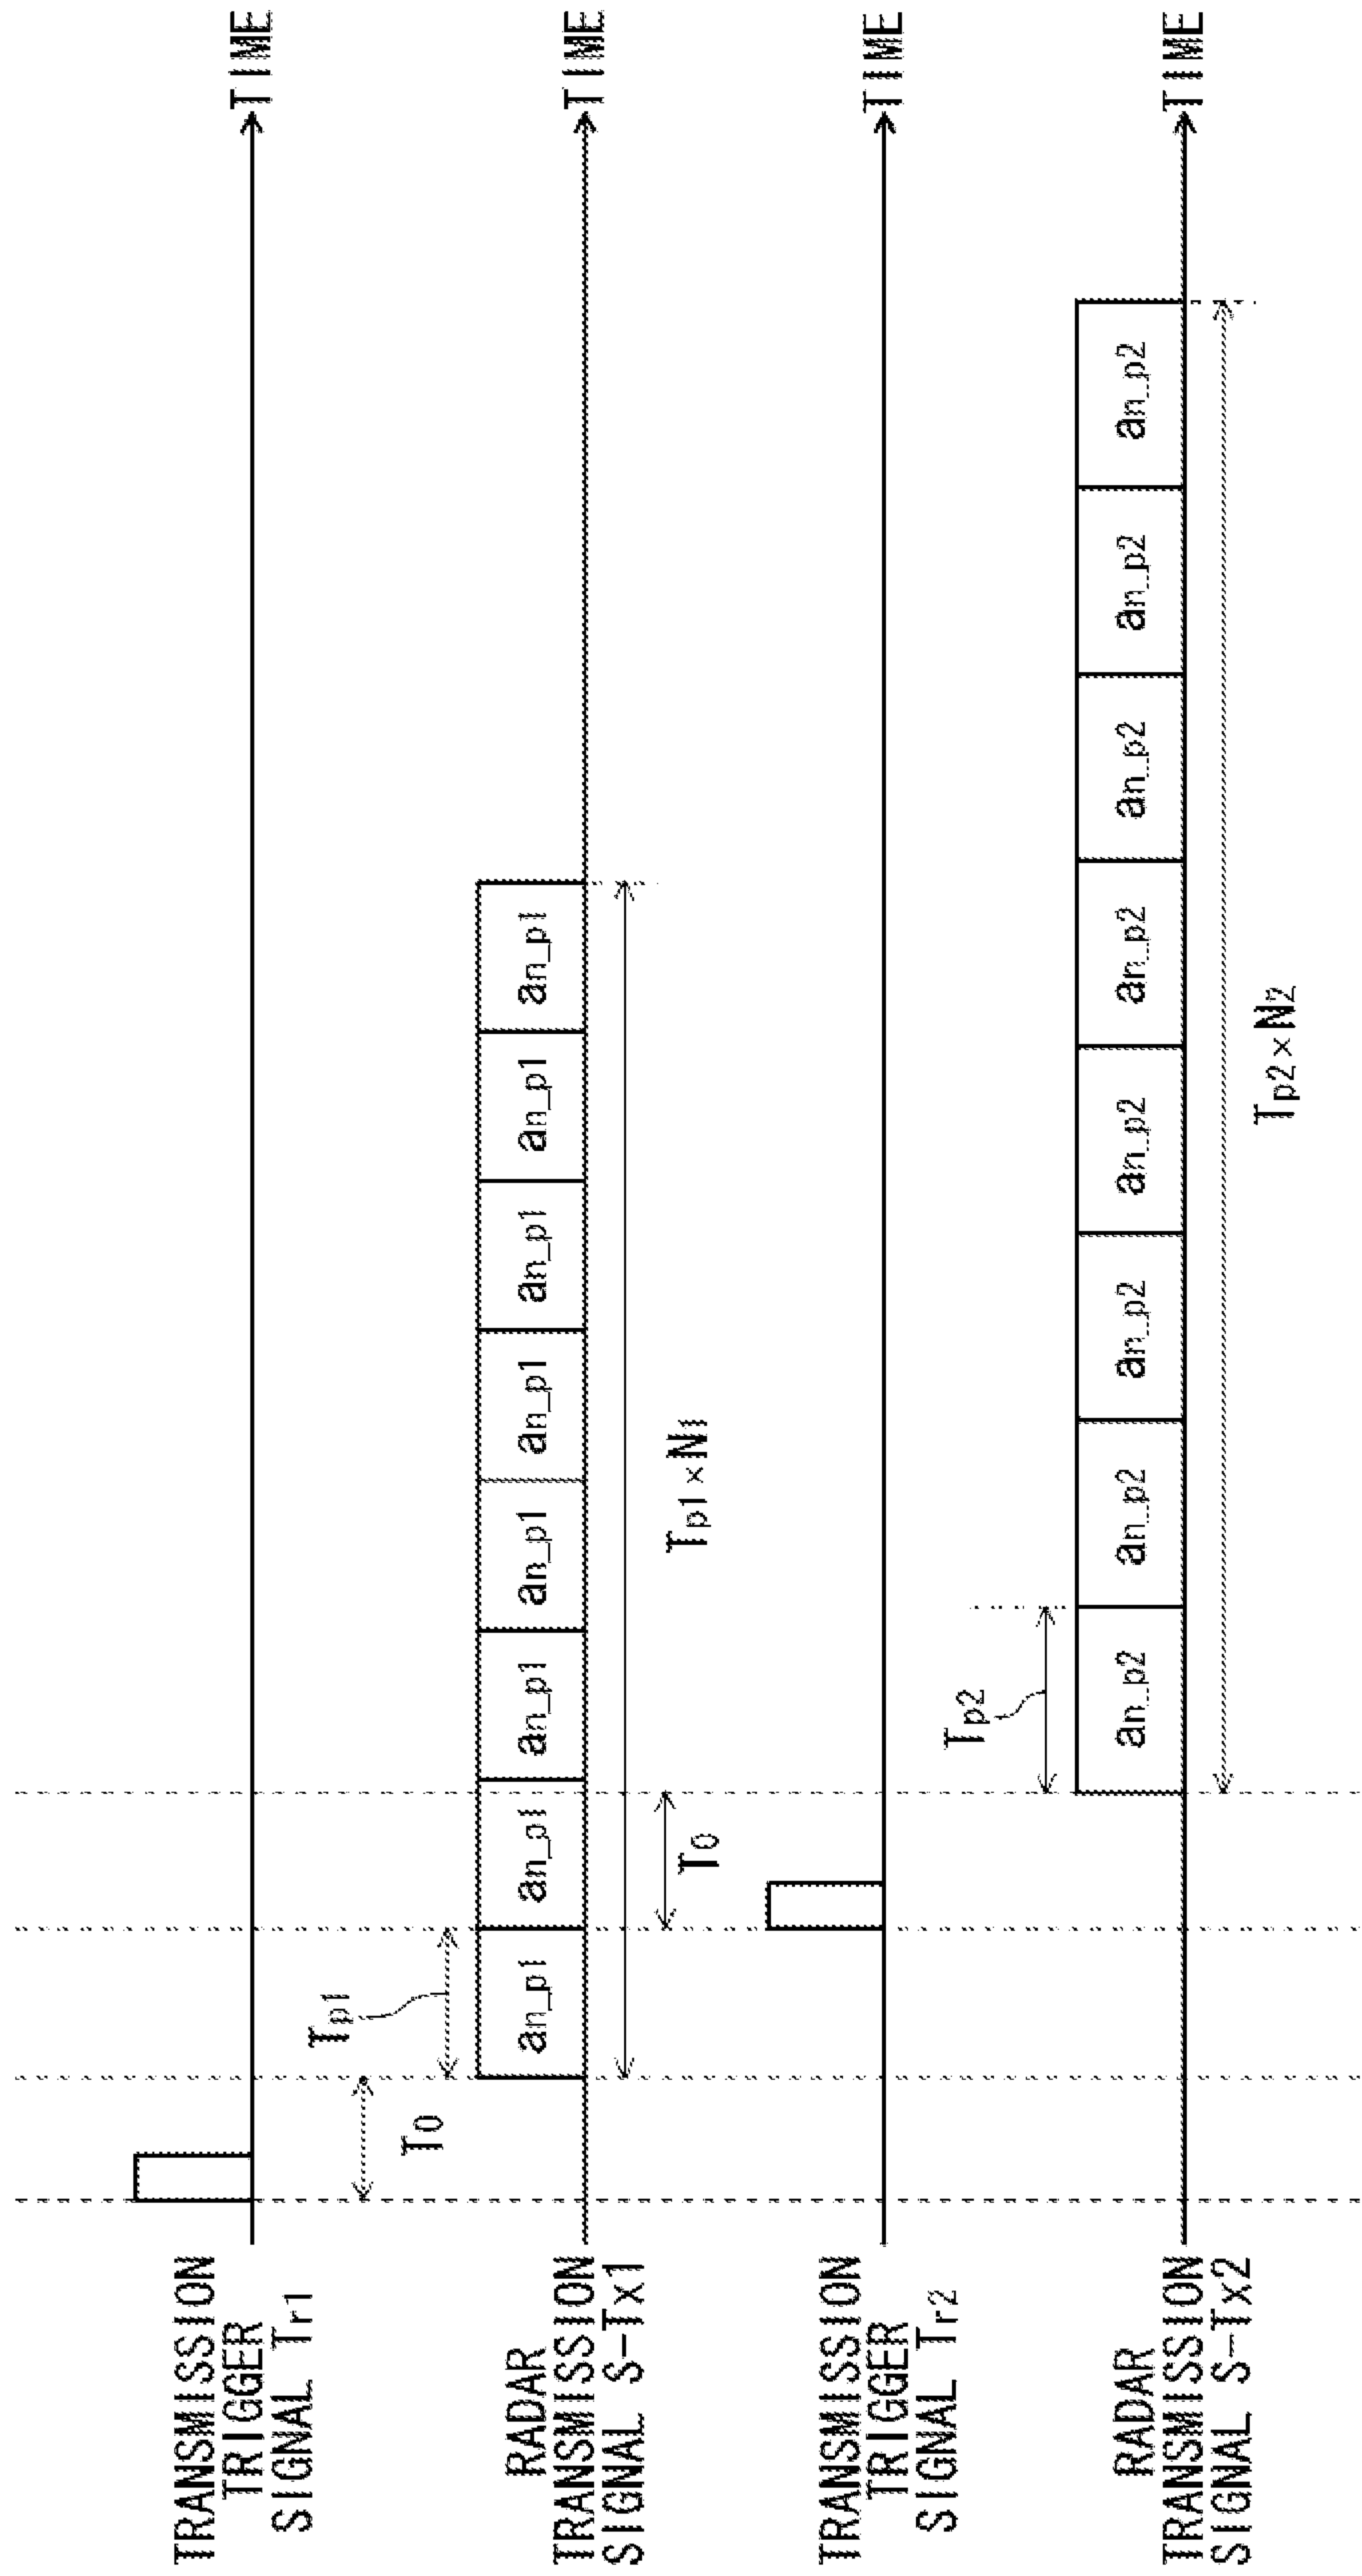 TRANSMISSION
TRIGGER
SIGNAL Tr1
TIME
T0
Tp1
RADAR
TRANSMISSION
SIGNAL S-Tx1
an_p1 an_p1 an_p1 an_p1 an_p1 an_p1 an_p1 an_p1
TIME
T0
Tp1×N1
TRANSMISSION
TRIGGER
SIGNAL Tr2
TIME
Tp2
RADAR
TRANSMISSION
SIGNAL S-Tx2
an_p2 an_p2 an_p2 an_p2 an_p2 an_p2 an_p2 an_p2
TIME
Tp2×N2